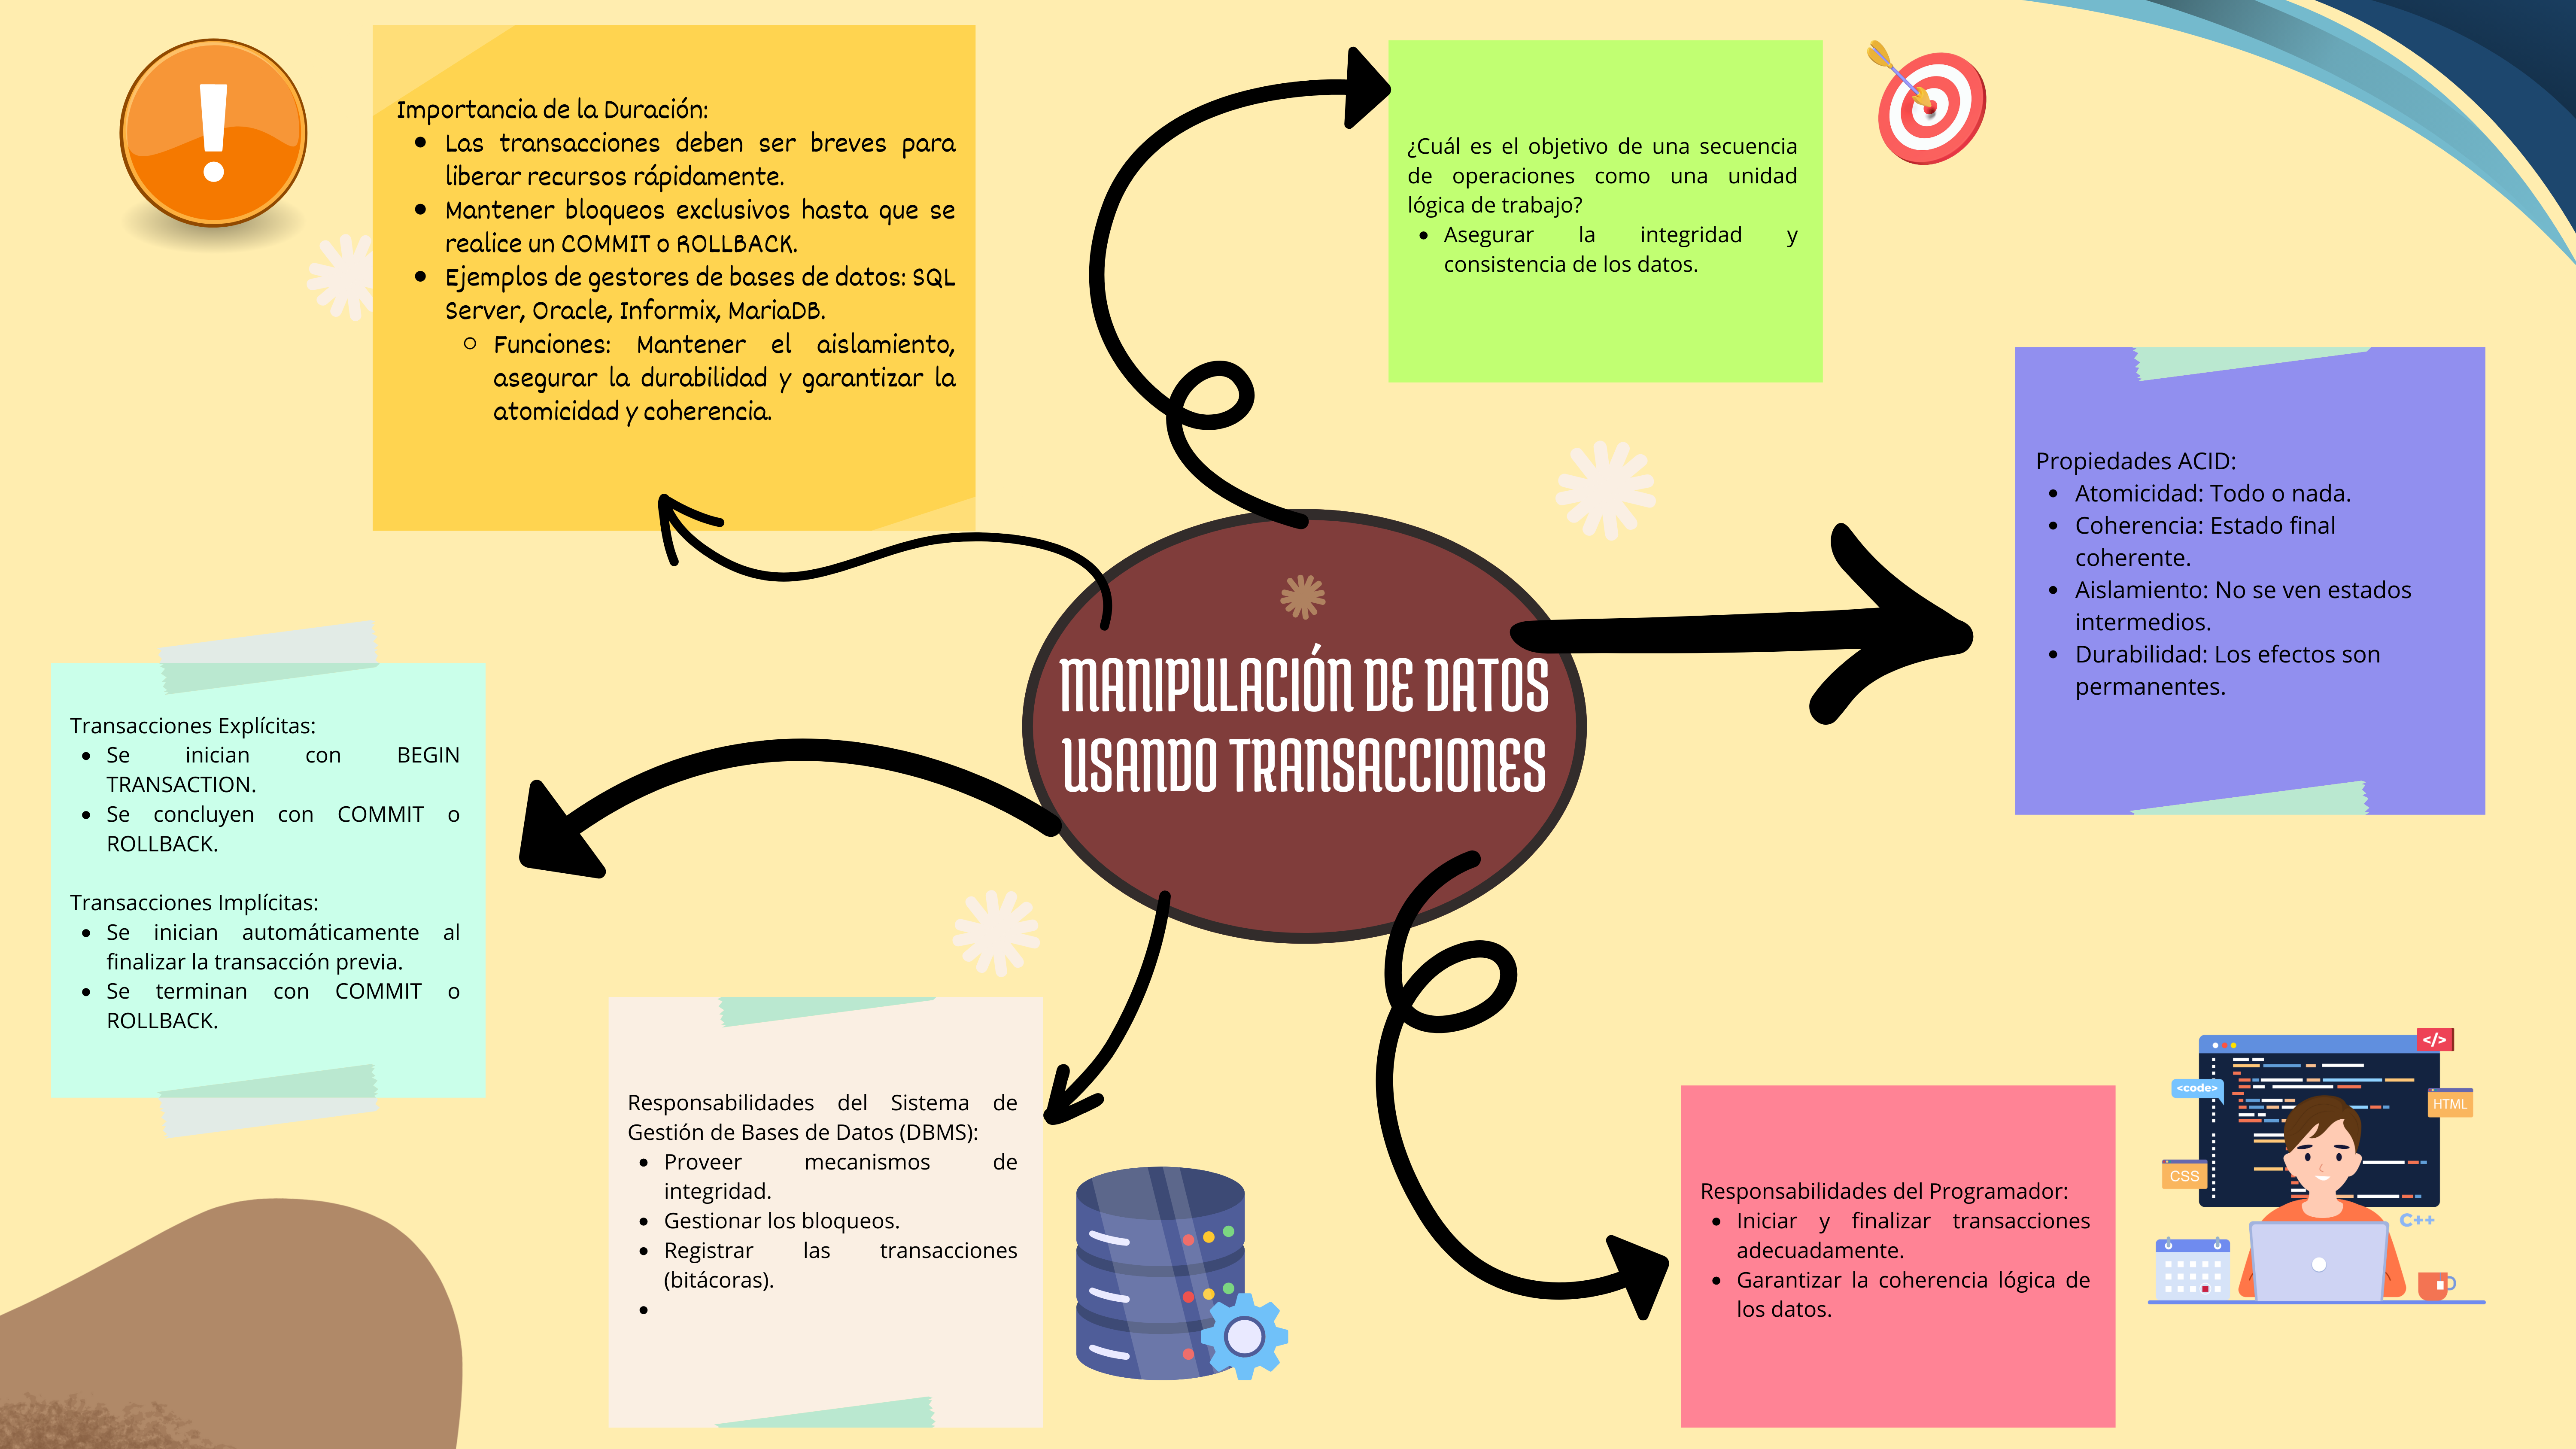 Importancia de la Duración:
• Las transacciones deben ser breves para
liberar recursos rápidamente.
• Mantener bloqueos exclusivos hasta que se
realice un COMMIT o ROLLBACK.
• Ejemplos de gestores de bases de datos: SQL
Server, Oracle, Informix, MariaDB.
○ Funciones: Mantener el aislamiento,
asegurar la durabilidad y garantizar la
atomicidad y coherencia.
¿Cuál es el objetivo de una secuencia
de operaciones como una unidad
lógica de trabajo?
• Asegurar la integridad y
consistencia de los datos.
Propiedades ACID:
• Atomicidad: Todo o nada.
• Coherencia: Estado final
coherente.
• Aislamiento: No se ven estados
intermedios.
• Durabilidad: Los efectos son
permanentes.
MANIPULACIÓN DE DATOS
USANDO TRANSACCIONES
Transacciones Explícitas:
• Se inician con BEGIN
TRANSACTION.
• Se concluyen con COMMIT o
ROLLBACK.
Transacciones Implícitas:
• Se inician automáticamente al
finalizar la transacción previa.
• Se terminan con COMMIT o
ROLLBACK.
Responsabilidades del Sistema de
Gestión de Bases de Datos (DBMS):
• Proveer mecanismos de
integridad.
• Gestionar los bloqueos.
• Registrar las transacciones
(bitácoras).
•
Responsabilidades del Programador:
• Iniciar y finalizar transacciones
adecuadamente.
• Garantizar la coherencia lógica de
los datos.
</>
<code>
HTML
CSS
C++